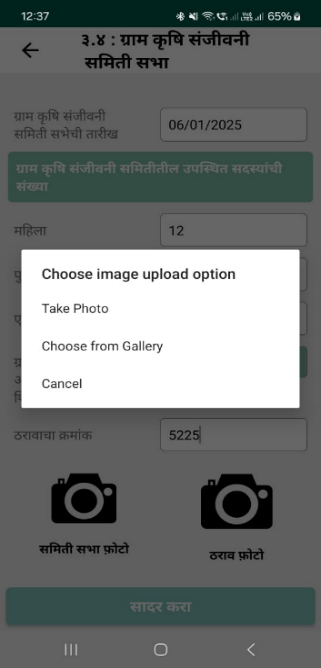 12:37
65%
३.४ : ग्राम कृषि संजीवनी
समिती सभा
ग्राम कृषि संजीवनी
समिती सभेची तारीख
06/01/2025
ग्राम कृषि संजीवनी समितीतील उपस्थित सदस्यांची
संख्या
महिला
12
Choose image upload option
Take Photo
Choose from Gallery
Cancel
ठरावाचा क्रमांक
5225
समिती सभा फ़ोटो
ठराव फ़ोटो
सादर करा